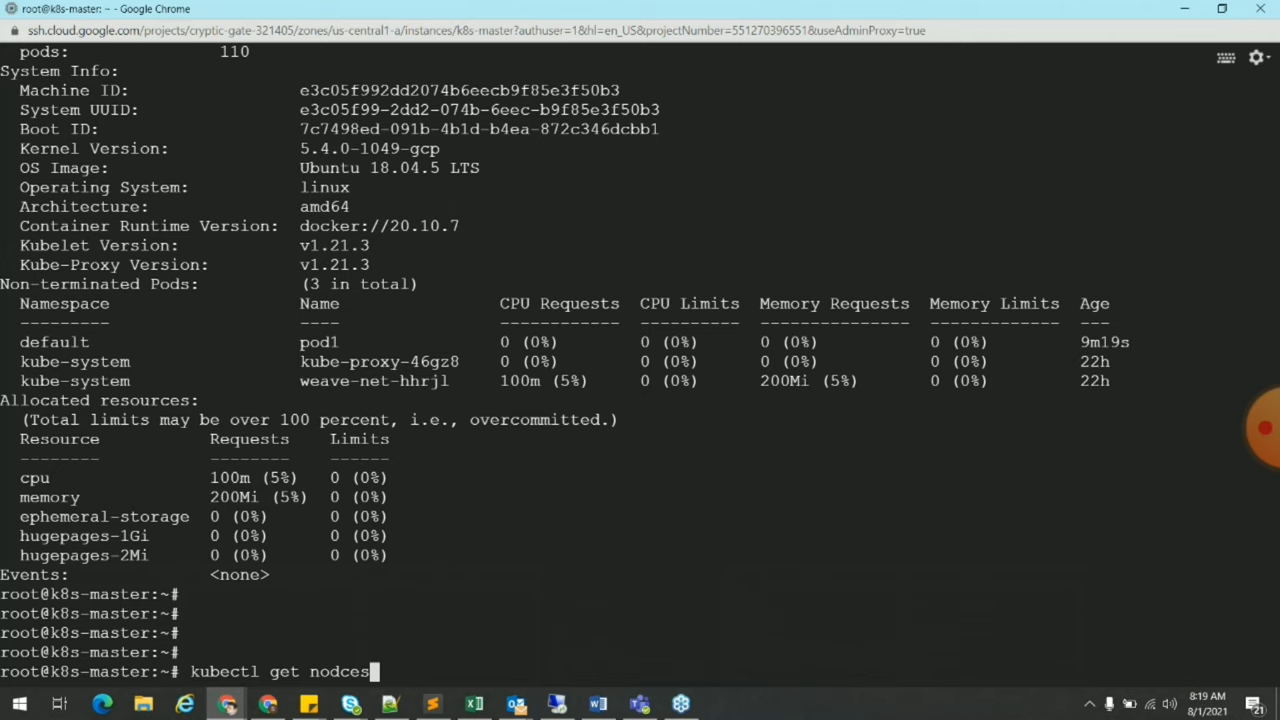 root@k8s-master: ~ - Google Chrome
ssh.cloud.google.com/projects/cryptic-gate-321405/zones/us-central1-a/instances/k8s-master?authuser=1&hl=en_US&projectNumber=551270396551&useAdminProxy=true
pods: 110
System Info:
Machine ID: e3c05f992dd2074b6eecb9f85e3f50b3
System UUID: e3c05f99-2dd2-074b-6eec-b9f85e3f50b3
Boot ID: 7c7498ed-091b-4b1d-b4ea-872c346dcbb1
Kernel Version: 5.4.0-1049-gcp
OS Image: Ubuntu 18.04.5 LTS
Operating System: linux
Architecture: amd64
Container Runtime Version: docker://20.10.7
Kubelet Version: v1.21.3
Kube-Proxy Version: v1.21.3
Non-terminated Pods: (3 in total)
Namespace Name CPU Requests CPU Limits Memory Requests Memory Limits Age
--------- ---- ------------ ---------- --------------- ------------- ---
default pod1 0 (0%) 0 (0%) 0 (0%) 0 (0%) 9m19s
kube-system kube-proxy-46gz8 0 (0%) 0 (0%) 0 (0%) 0 (0%) 22h
kube-system weave-net-hhrjl 100m (5%) 0 (0%) 200Mi (5%) 0 (0%) 22h
Allocated resources:
(Total limits may be over 100 percent, i.e., overcommitted.)
Resource Requests Limits
-------- -------- ------
cpu 100m (5%) 0 (0%)
memory 200Mi (5%) 0 (0%)
ephemeral-storage 0 (0%) 0 (0%)
hugepages-1Gi 0 (0%) 0 (0%)
hugepages-2Mi 0 (0%) 0 (0%)
Events: <none>
root@k8s-master:~#
root@k8s-master:~#
root@k8s-master:~#
root@k8s-master:~#
root@k8s-master:~# kubectl get nodces
8:19 AM
8/1/2021
21